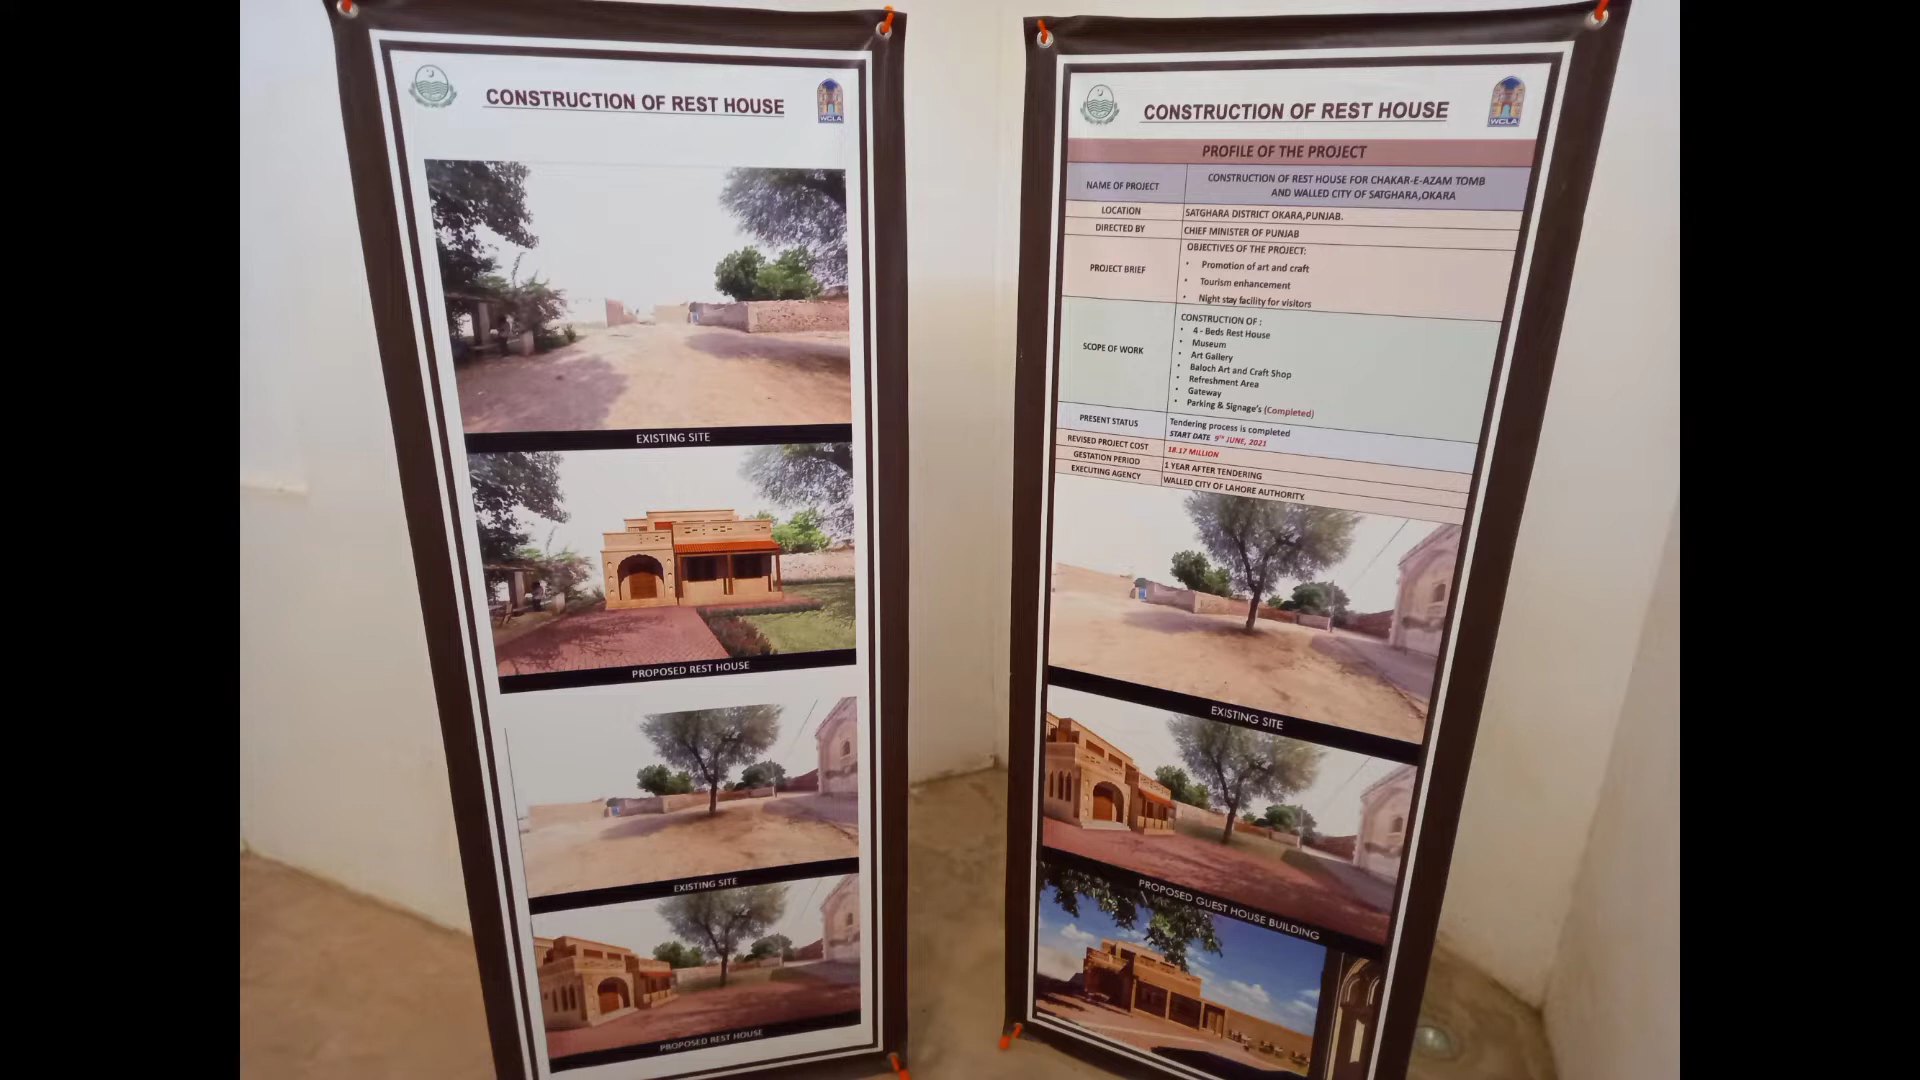 CONSTRUCTION OF REST HOUSE
WCLA
EXISTING SITE
PROPOSED REST HOUSE
EXISTING SITE
PROPOSED REST HOUSE
CONSTRUCTION OF REST HOUSE
WCLA
PROFILE OF THE PROJECT
NAME OF PROJECT
CONSTRUCTION OF REST HOUSE FOR CHAKAR-E-AZAM TOMB
AND WALLED CITY OF SATGHARA,OKARA
LOCATION
SATGHARA DISTRICT OKARA,PUNJAB.
DIRECTED BY
CHIEF MINISTER OF PUNJAB
PROJECT BRIEF
OBJECTIVES OF THE PROJECT:
• Promotion of art and craft
• Tourism enhancement
• Night stay facility for visitors
SCOPE OF WORK
CONSTRUCTION OF :
• 4 - Beds Rest House
• Museum
• Art Gallery
• Baloch Art and Craft Shop
• Refreshment Area
• Gateway
• Parking & Signage's (Completed)
PRESENT STATUS
Tendering process is completed
START DATE 9TH JUNE, 2021
REVISED PROJECT COST
18.17 MILLION
GESTATION PERIOD
1 YEAR AFTER TENDERING
EXECUTING AGENCY
WALLED CITY OF LAHORE AUTHORITY.
EXISTING SITE
PROPOSED GUEST HOUSE BUILDING